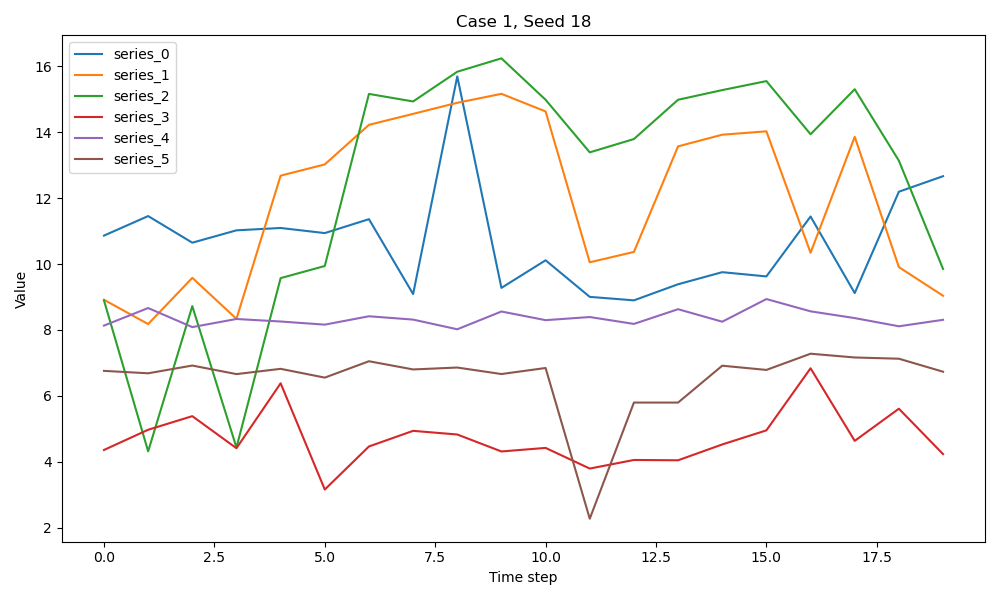 Case 1, Seed 18
series_0
series_1
series_2
series_3
series_4
series_5
Value
16
14
12
10
8
6
4
2
0.0 2.5 5.0 7.5 10.0 12.5 15.0 17.5
Time step